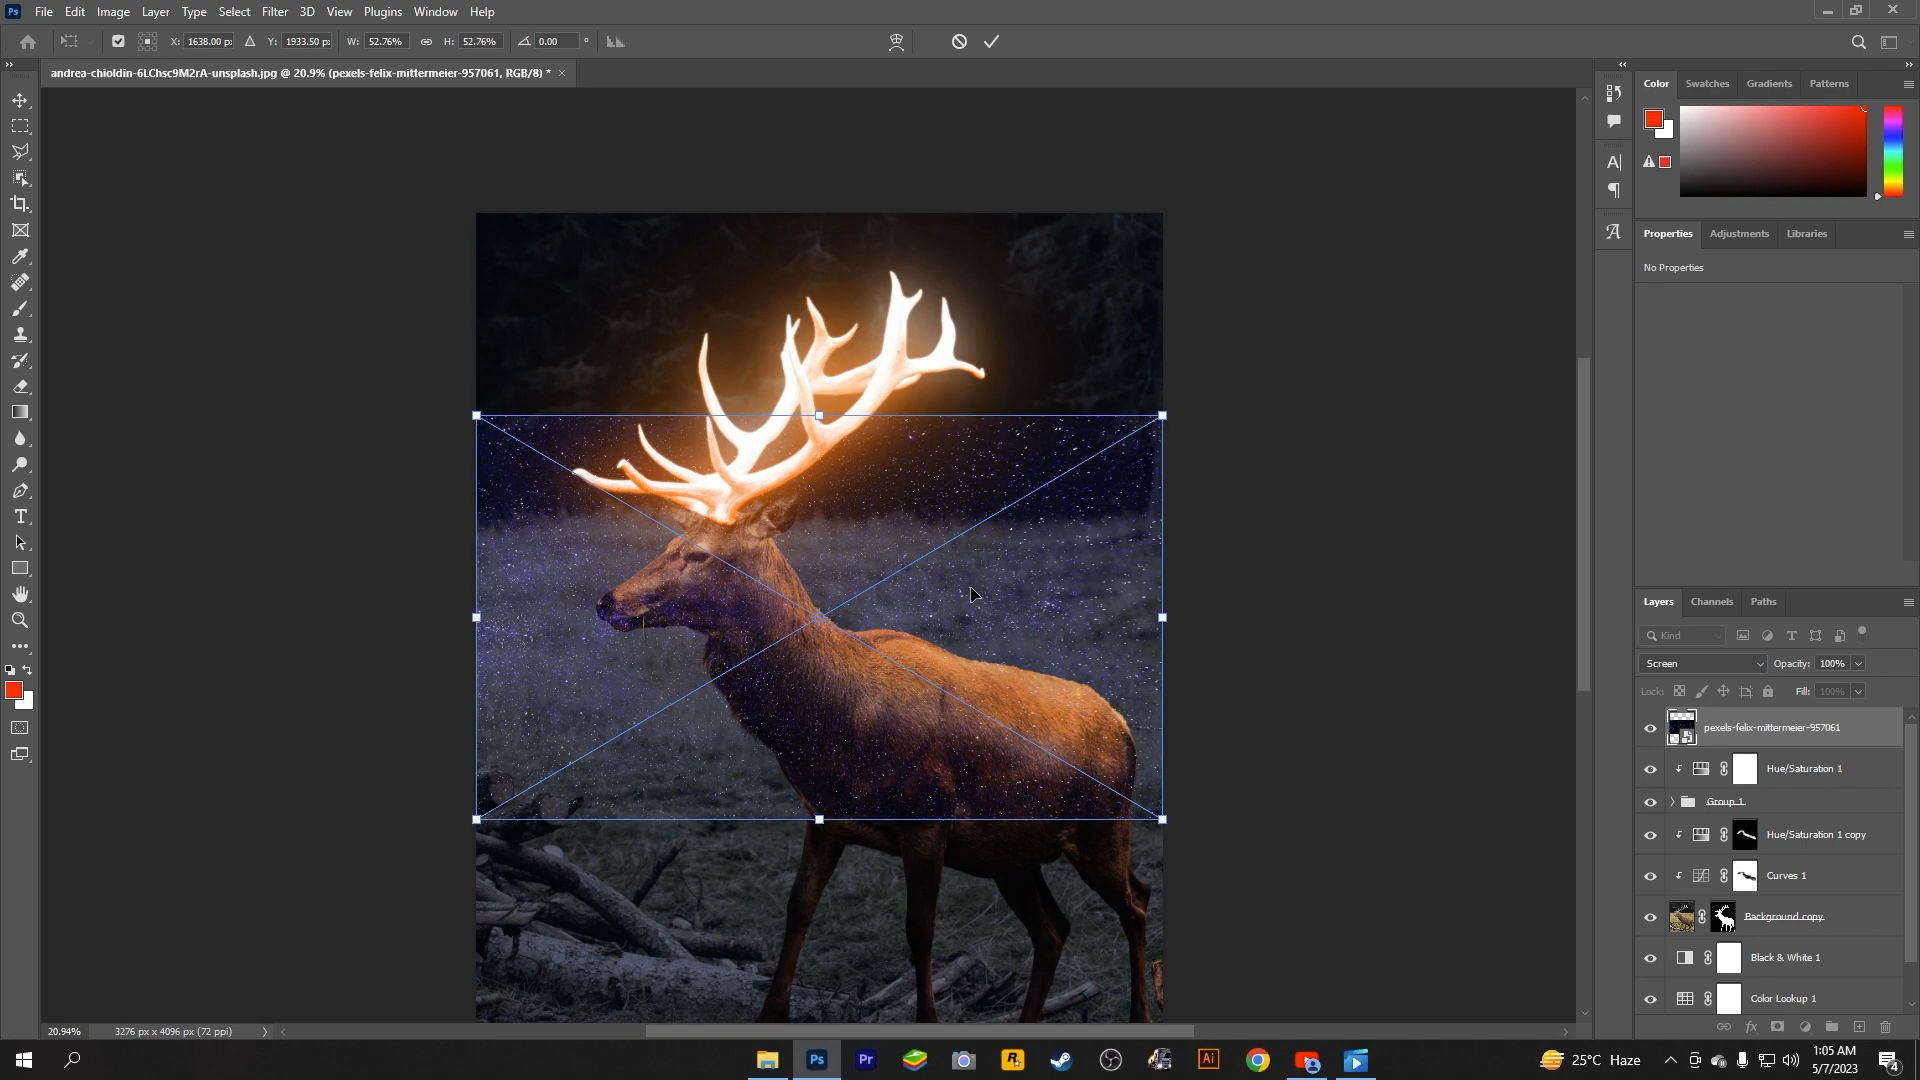 Ps File Edit Image Layer Type Select Filter 3D View Plugins Window Help
X: 1638.00 p: Y: 1933.50 p: W: 52.76% H: 52.76% 0.00 °
andrea-chioldin-6LChsc9M2rA-unsplash.jpg @ 20.9% (pexels-felix-mittermeier-957061, RGB/8) * ×
Color Swatches Gradients Patterns
Properties Adjustments Libraries
No Properties
Layers Channels Paths
Kind
Screen Opacity: 100%
Lock: Fill: 100%
pexels-felix-mittermeier-957061
Hue/Saturation 1
Group 1
Hue/Saturation 1 copy
Curves 1
Background copy
Black & White 1
Color Lookup 1
20.94% 3276 px x 4096 px (72 ppi)
Ps Pr R Ai 25°C Haze 1:05 AM
5/7/2023 4